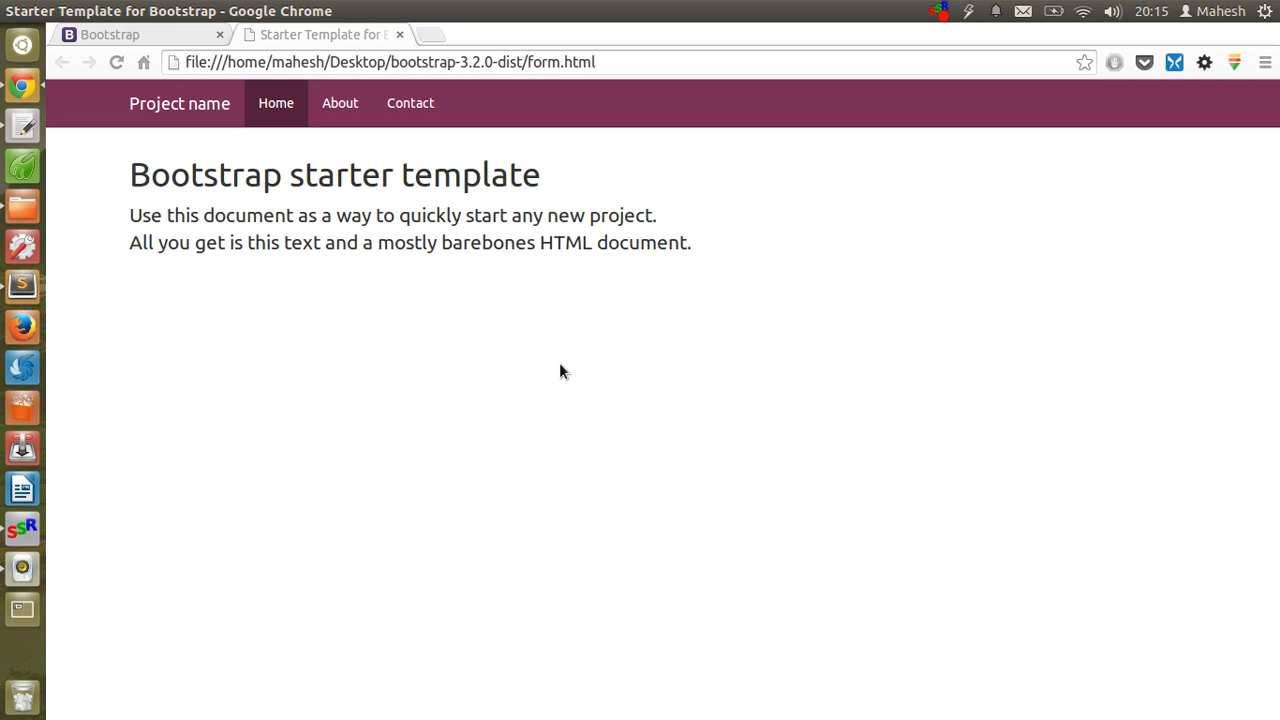 Starter Template for Bootstrap - Google Chrome
20:15 Mahesh
Bootstrap
Starter Template for B
file:///home/mahesh/Desktop/bootstrap-3.2.0-dist/form.html
Project name Home About Contact
Bootstrap starter template
Use this document as a way to quickly start any new project.
All you get is this text and a mostly barebones HTML document.